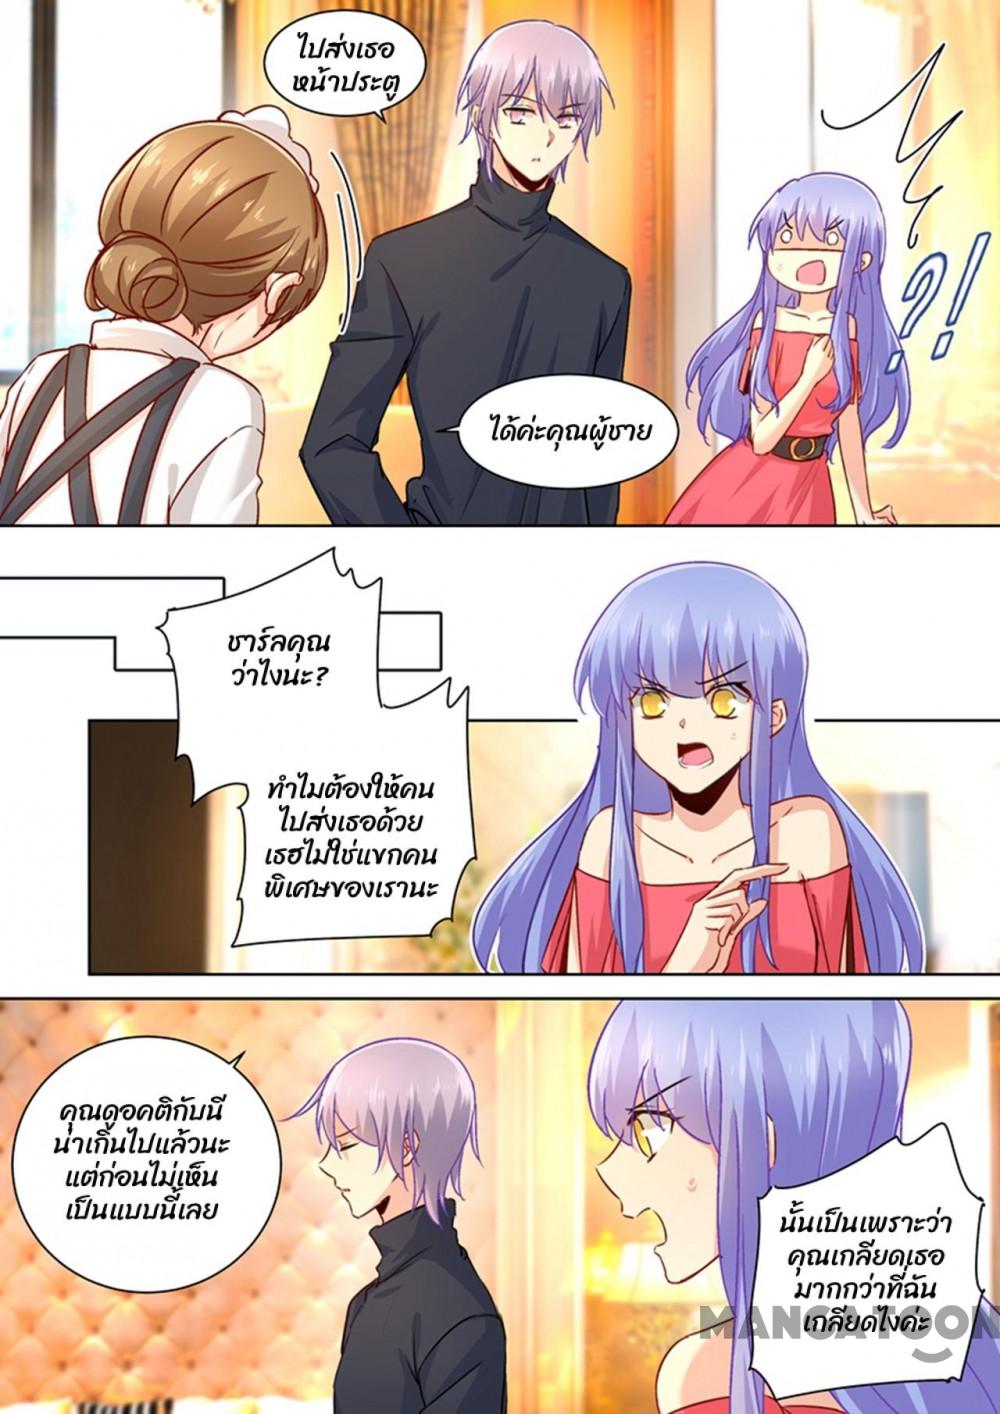 ไปส่งเธอ
หน้าประตู
?!
ได้ค่ะคุณผู้ชาย
ชาร์ลคุณ
ว่าไงนะ?
ทำไมต้องให้คน
ไปส่งเธอด้วย
เธอไม่ใช่แขกคน
พิเศษของเรานะ
คุณดูอคติกับนี
น่าเกินไปแล้วนะ
แต่ก่อนไม่เห็น
เป็นแบบนี้เลย
นั้นเป็นเพราะว่า
คุณเกลียดเธอ
มากกว่าที่ฉัน
เกลียดไงค่ะ
MANGATOON